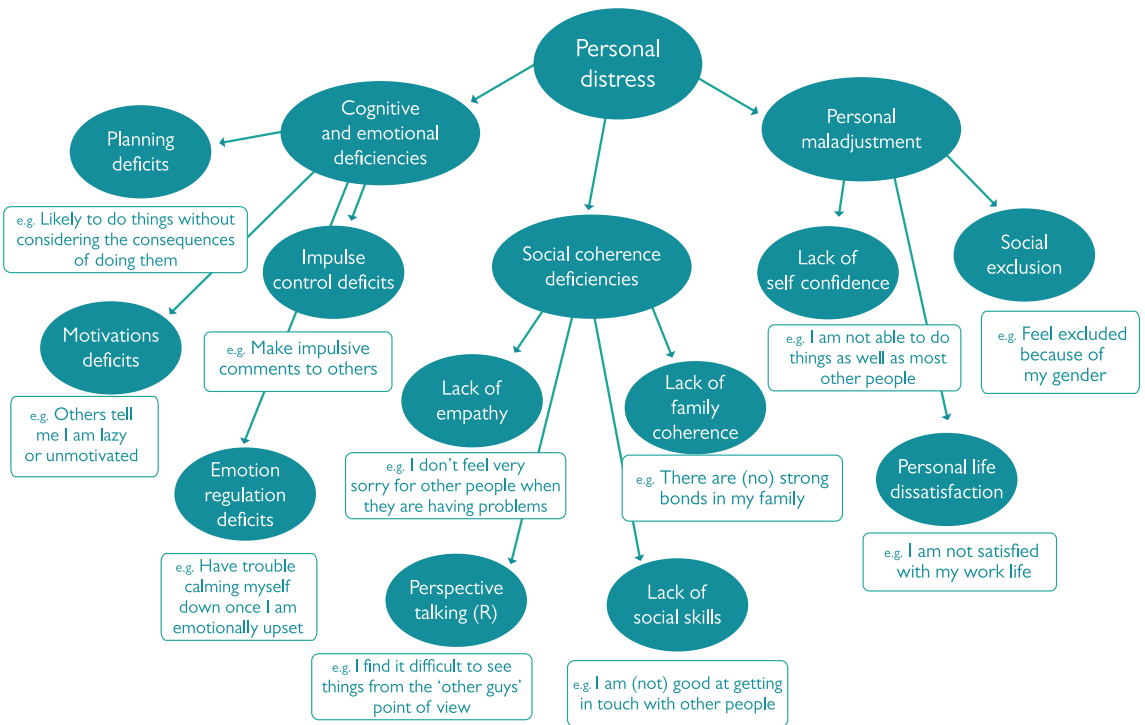 Personal
distress
Cognitive
and emotional
deficiencies
Personal
maladjustment
Planning
deficits
e.g. Likely to do things without
considering the consequences
of doing them
Impulse
control deficits
Social coherence
deficiencies
Lack of
self confidence
Social
exclusion
Motivations
deficits
e.g. Make impulsive
comments to others
e.g. I am not able to do
things as well as most
other people
e.g. Feel excluded
because of
my gender
Lack of
empathy
Lack of
family
coherence
e.g. Others tell
me I am lazy
or unmotivated
Emotion
regulation
deficits
e.g. I don't feel very
sorry for other people when
they are having problems
e.g. There are (no) strong
bonds in my family
Personal life
dissatisfaction
e.g. Have trouble
calming myself
down once I am
emotionally upset
Perspective
talking (R)
Lack of
social skills
e.g. I am not satisfied
with my work life
e.g. I find it difficult to see
things from the 'other guys'
point of view
e.g. I am (not) good at getting
in touch with other people